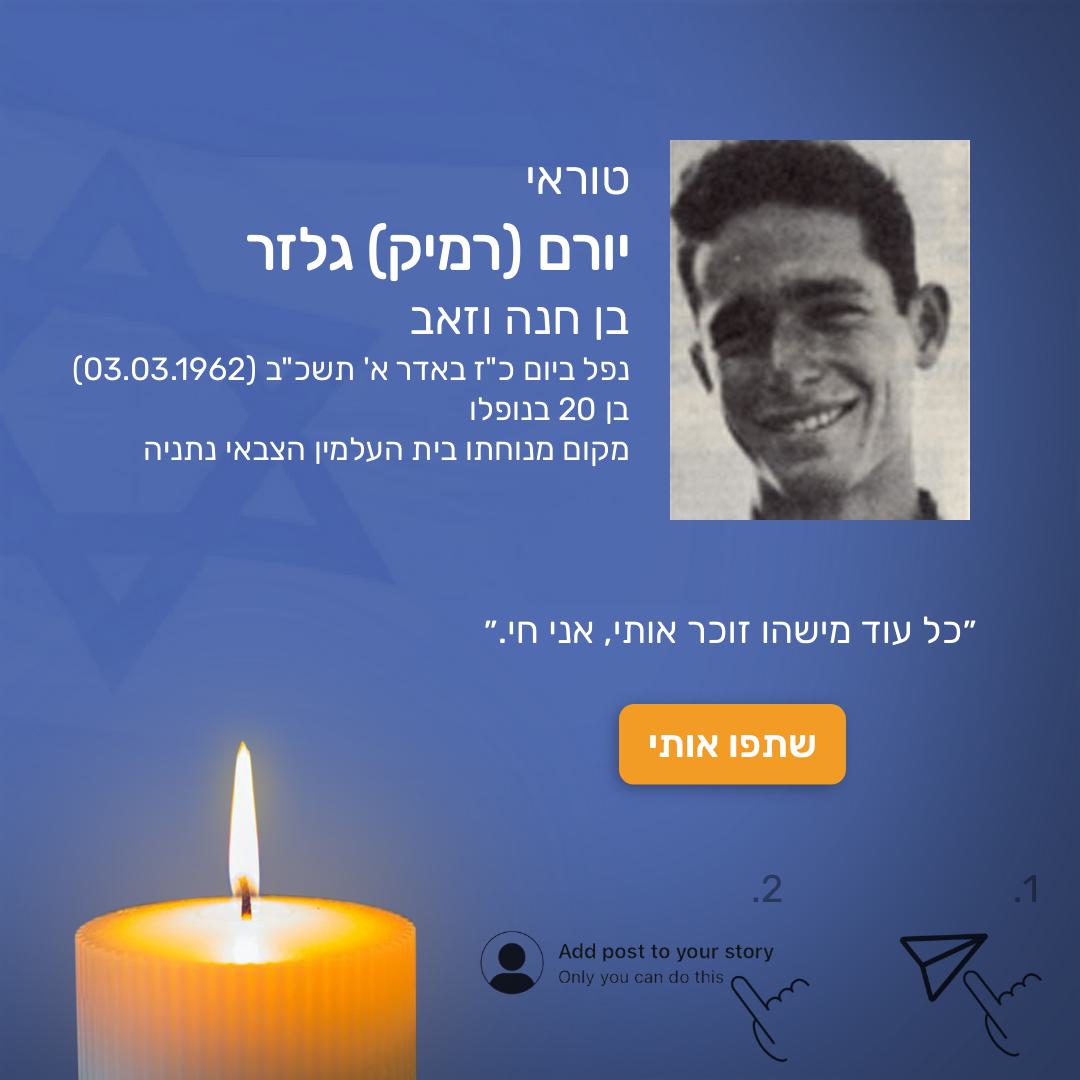 טוראי
יורם (רמיק) גלזר
בן חנה וזאב
נפל ביום כ"ז באדר א' תשכ"ב (03.03.1962)
בן 20 בנופלו
מקום מנוחתו בית העלמין הצבאי נתניה
״כל עוד מישהו זוכר אותי, אני חי.״
שתפו אותי
.1
.2
Add post to your story
Only you can do this